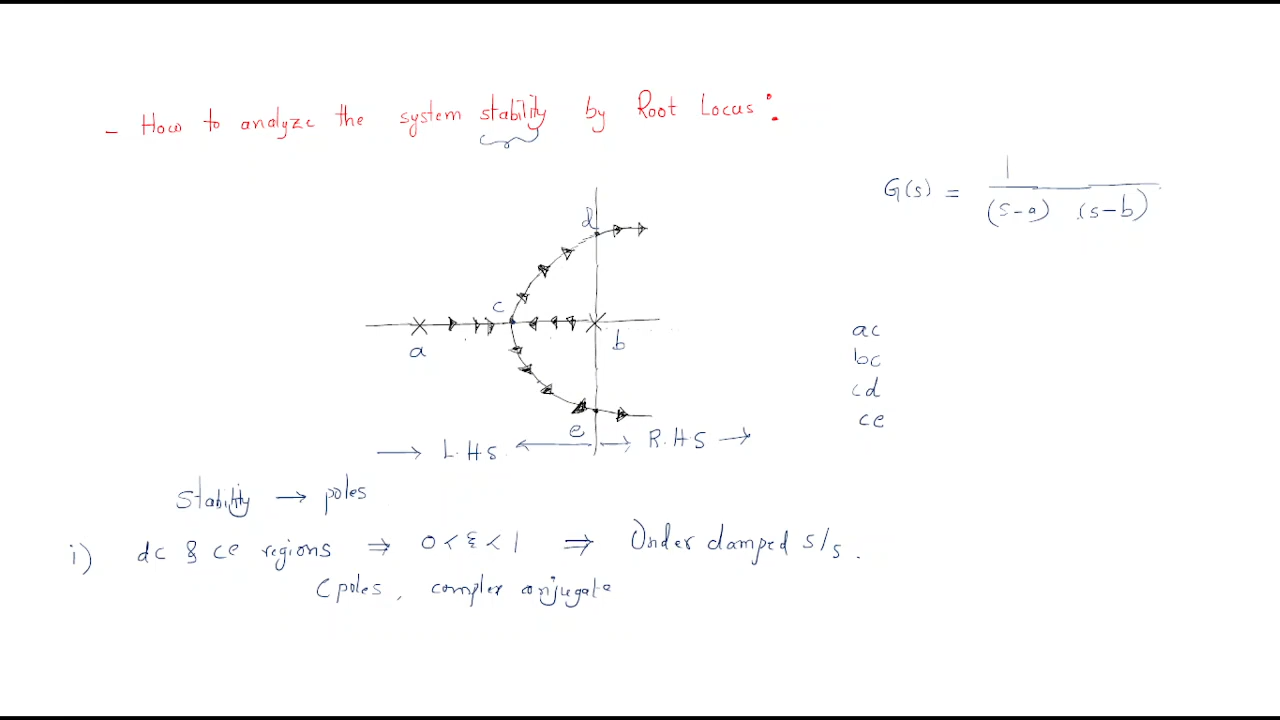 - How to analyze the system stability by Root Locus :
G(s) = 1
(s-a) (s-b)
d
c
a
b
e
ac
bc
cd
ce
→ L.H.S ← → R.H.S →
Stability → poles
i) dc & ce regions ⇒ 0 < ξ < 1 ⇒ Under damped s/s .
( poles , complex conjugate